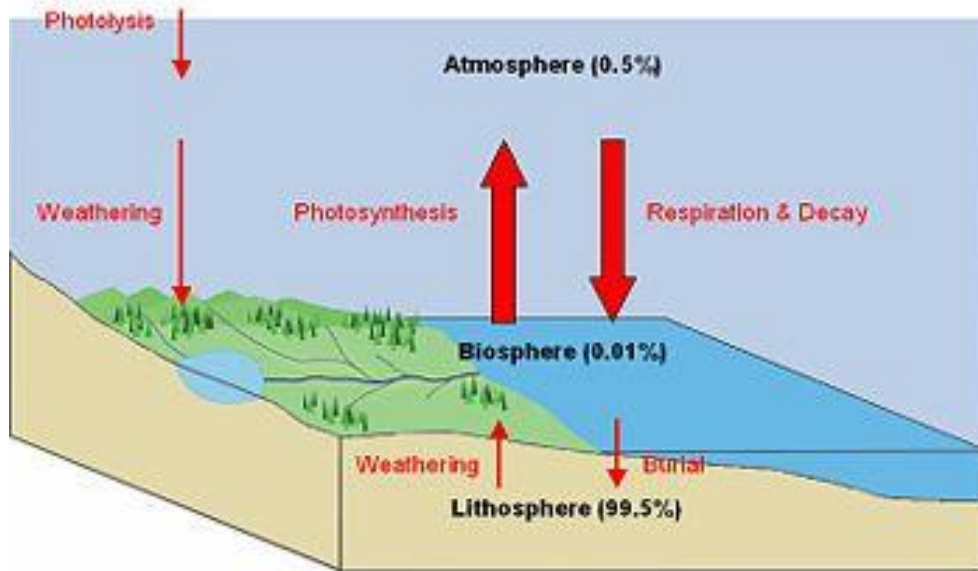 Photolysis
Atmosphere (0.5%)
Weathering
Photosynthesis
Respiration & Decay
Biosphere (0.01%)
Weathering
Burial
Lithosphere (99.5%)